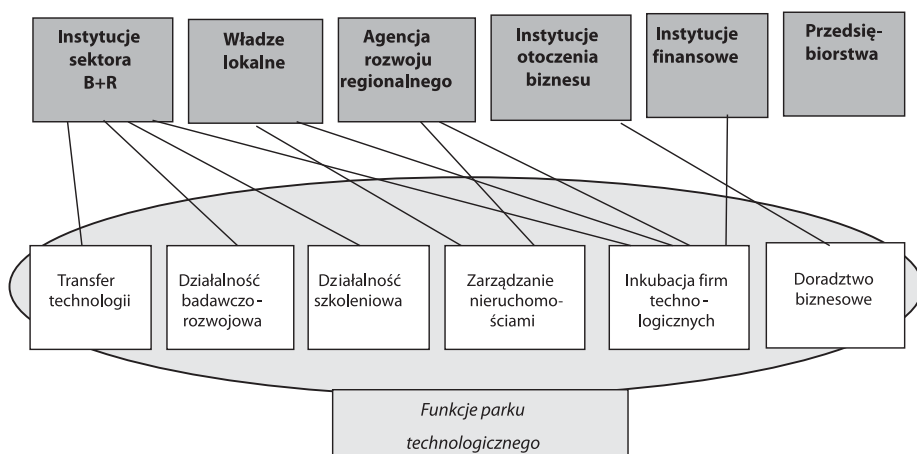 Instytucje
sektora
B+R
Władze
lokalne
Agencja
rozwoju
regionalnego
Instytucje
otoczenia
biznesu
Instytucje
finansowe
Przedsię-
biorstwa
Transfer
technologii
Działalność
badawczo-
rozwojowa
Działalność
szkoleniowa
Zarządzanie
nieruchomo-
ściami
Inkubacja firm
techno-
logicznych
Doradztwo
biznesowe
Funkcje parku
technologicznego